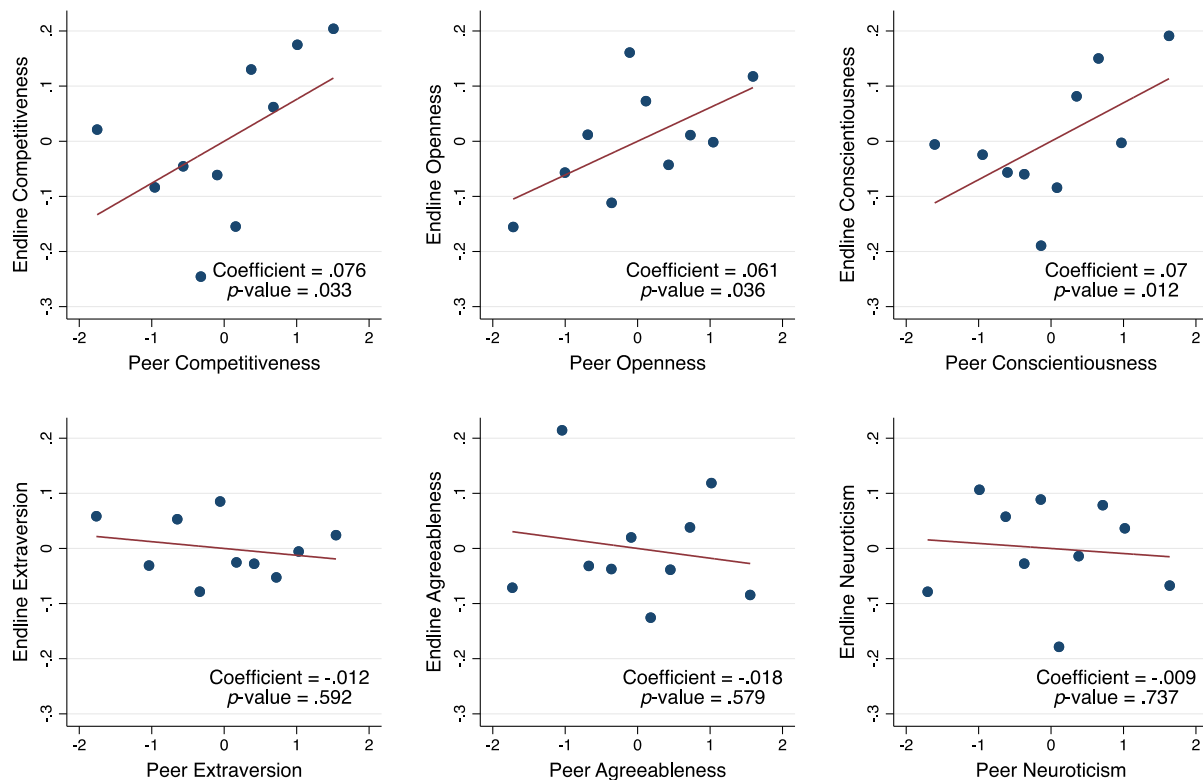 Endline Competitiveness
.2
.1
0
-.1
-.2
-.3
Coefficient = .076
p-value = .033
-2 -1 0 1 2
Peer Competitiveness
Endline Openness
.2
.1
0
-.1
-.2
-.3
Coefficient = .061
p-value = .036
-2 -1 0 1 2
Peer Openness
Endline Conscientiousness
.2
.1
0
-.1
-.2
-.3
Coefficient = .07
p-value = .012
-2 -1 0 1 2
Peer Conscientiousness
Endline Extraversion
.2
.1
0
-.1
-.2
-.3
Coefficient = -.012
p-value = .592
-2 -1 0 1 2
Peer Extraversion
Endline Agreeableness
.2
.1
0
-.1
-.2
-.3
Coefficient = -.018
p-value = .579
-2 -1 0 1 2
Peer Agreeableness
Endline Neuroticism
.2
.1
0
-.1
-.2
-.3
Coefficient = -.009
p-value = .737
-2 -1 0 1 2
Peer Neuroticism